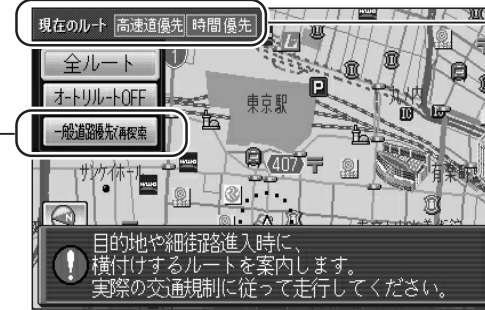 現在のルート 高速道優先 時間優先
全ルート
オートリルートOFF
一般道路優先で再探索
東京駅
P
407
サンケイホール
目的地や細街路進入時に、
横付けするルートを案内します。
実際の交通規制に従って走行してください。